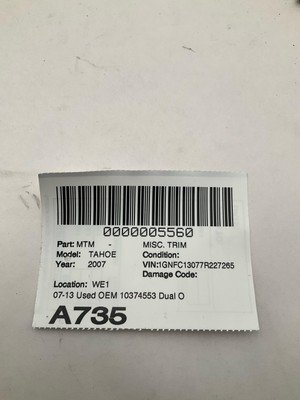 0000005560
Part: MTM - MISC. TRIM
Model: TAHOE Condition:
Year: 2007 VIN:1GNFC13077R227265
Damage Code:
Location: WE1
07-13 Used OEM 10374553 Dual O
A735